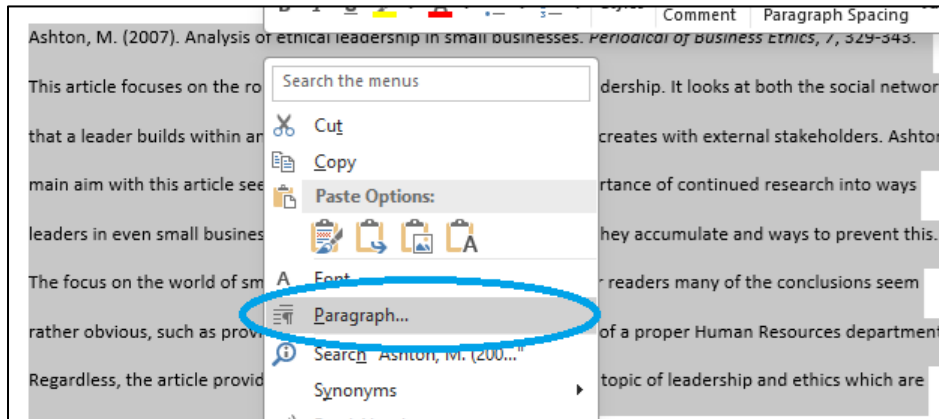 Comment Paragraph Spacing
Ashton, M. (2007). Analysis of ethical leadership in small businesses. Periodical of Business Ethics, 7, 329-343.
Search the menus
This article focuses on the ro dership. It looks at both the social networ
Cut
that a leader builds within an creates with external stakeholders. Ashton
Copy
main aim with this article see rtance of continued research into ways
Paste Options:
leaders in even small busines hey accumulate and ways to prevent this.
Font
The focus on the world of sm r readers many of the conclusions seem
Paragraph...
rather obvious, such as provi of a proper Human Resources department
Search "Ashton, M. (200..."
Regardless, the article provid topic of leadership and ethics which are
Synonyms